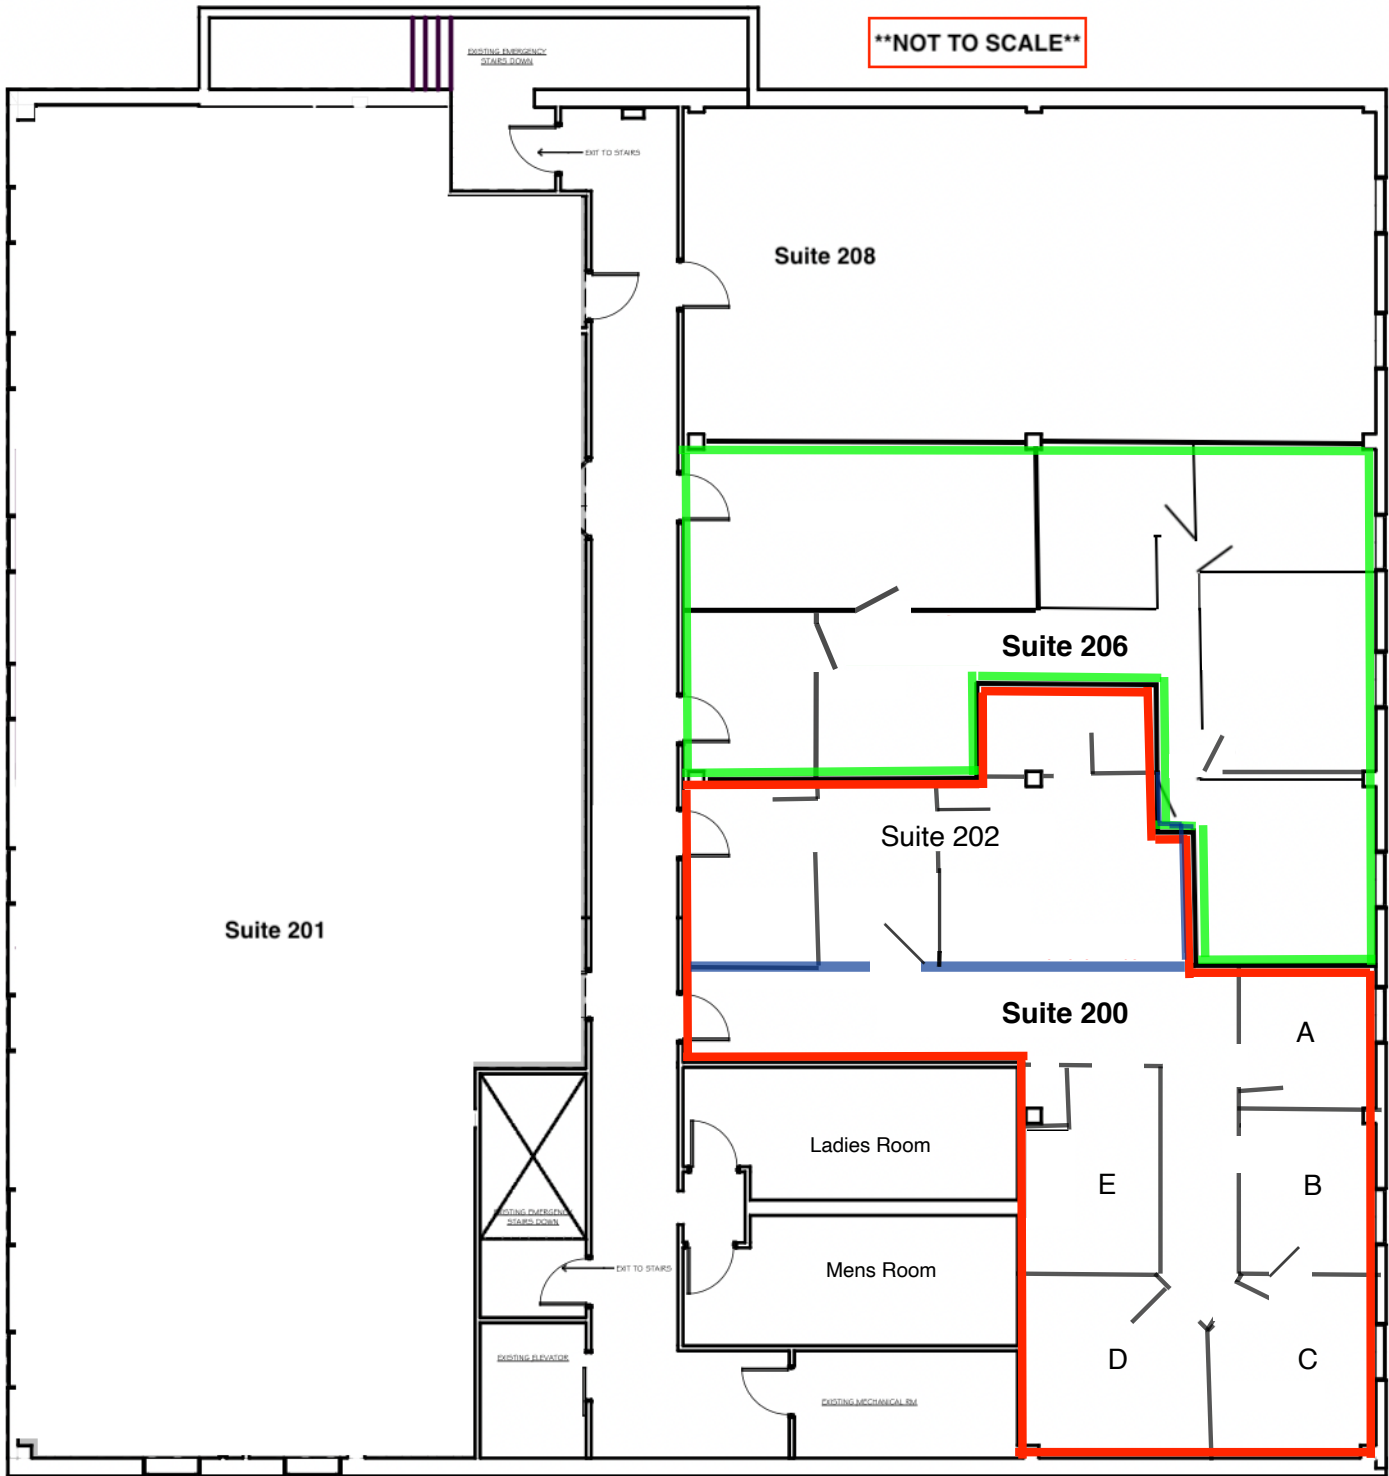 **NOT TO SCALE**
EXISTING EMERGENCY
STAIRS DOWN
EXIT TO STAIRS
Suite 208
Suite 206
Suite 202
Suite 201
Suite 200
A
Ladies Room
E
B
EXISTING EMERGENCY
STAIRS DOWN
EXIT TO STAIRS
Mens Room
EXISTING ELEVATOR
D
C
EXISTING MECHANICAL RM